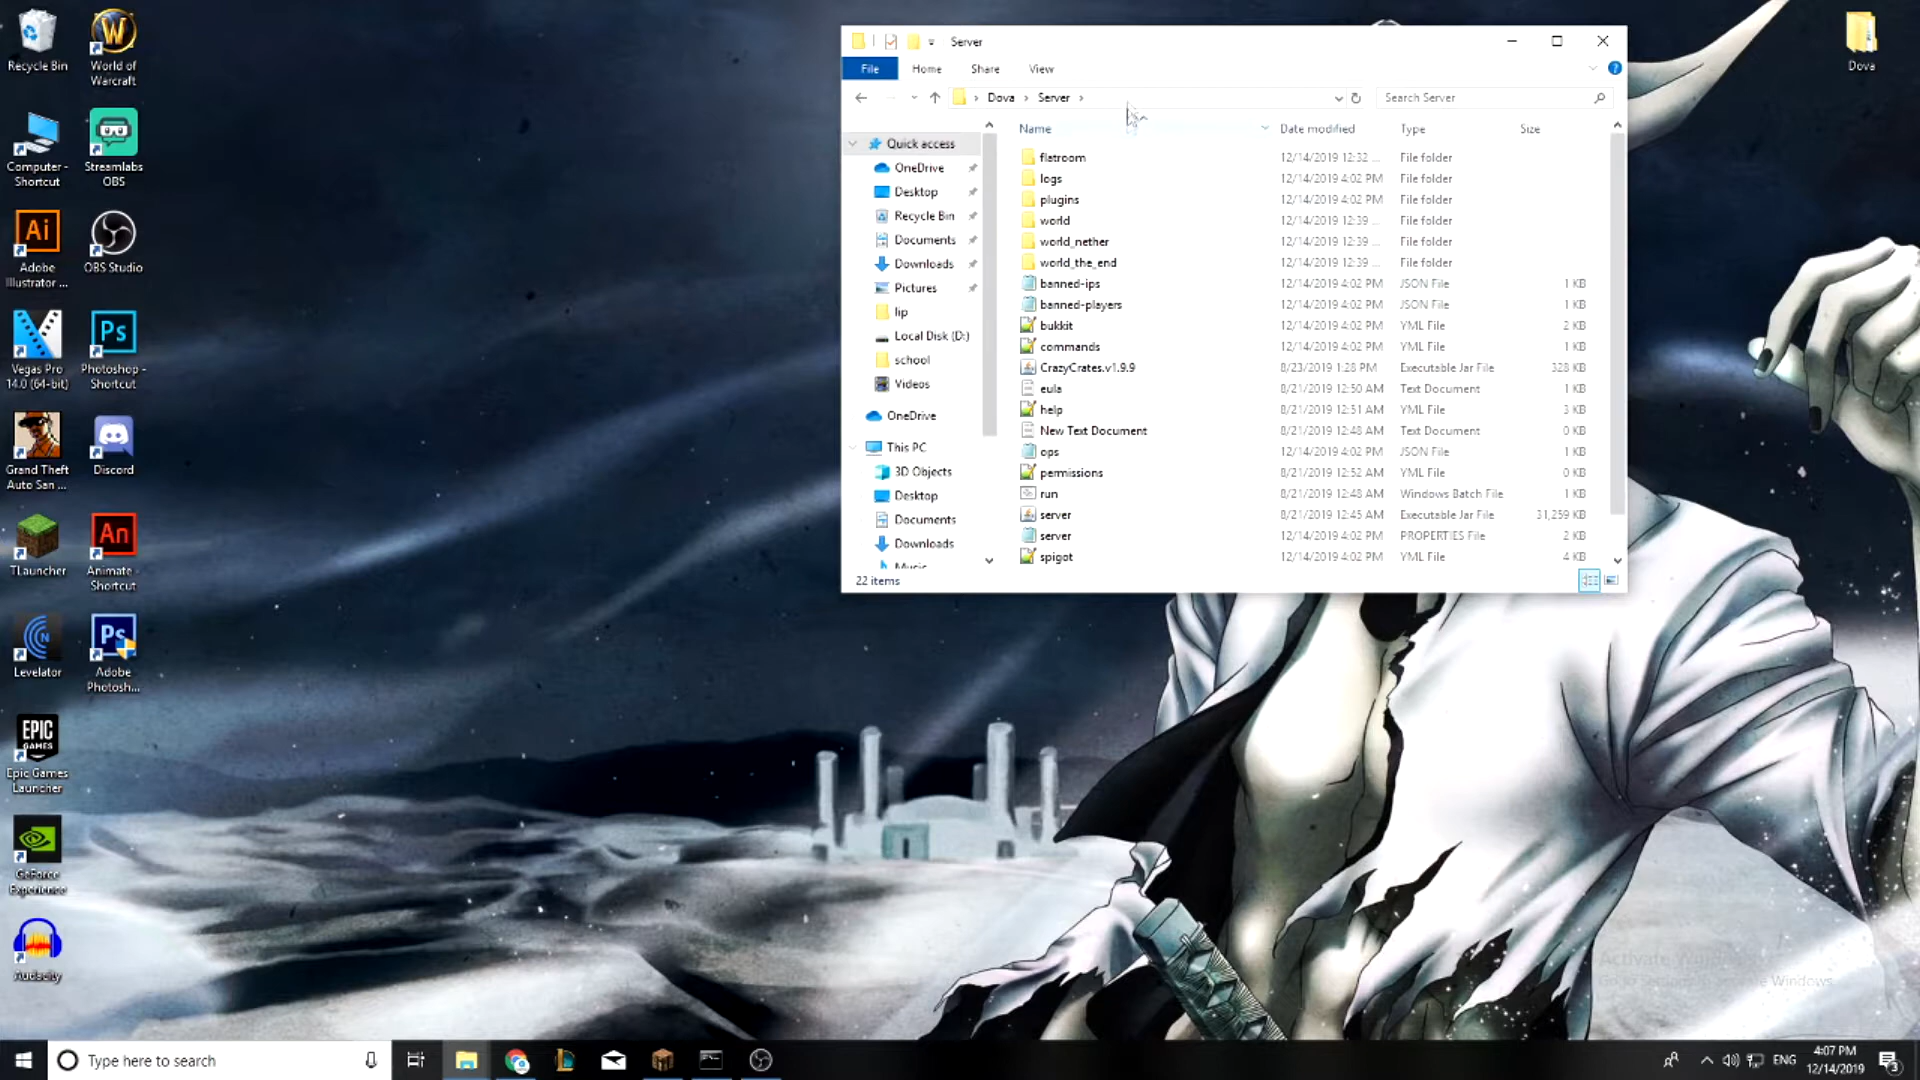 Recycle Bin
World of
Warcraft
Computer -
Shortcut
Streamlabs
OBS
Ai
Adobe
Illustrator ...
OBS Studio
Vegas Pro
14.0 (64-bit)
Ps
Photoshop -
Shortcut
Grand Theft
Auto San ...
Discord
TLauncher
An
Animate -
Shortcut
Levelator
Ps
Adobe
Photosh...
EPIC
GAMES
Epic Games
Launcher
GeForce
Experience
Audacity
Dova
Server
File
Home
Share
View
Dova
Server
Search Server
Quick access
OneDrive
Desktop
Recycle Bin
Documents
Downloads
Pictures
lip
Local Disk (D:)
school
Videos
OneDrive
This PC
3D Objects
Desktop
Documents
Downloads
Music
Name Date modified Type Size
flatroom 12/14/2019 12:32 ... File folder
logs 12/14/2019 4:02 PM File folder
plugins 12/14/2019 4:02 PM File folder
world 12/14/2019 12:39 ... File folder
world_nether 12/14/2019 12:39 ... File folder
world_the_end 12/14/2019 12:39 ... File folder
banned-ips 12/14/2019 4:02 PM JSON File 1 KB
banned-players 12/14/2019 4:02 PM JSON File 1 KB
bukkit 12/14/2019 4:02 PM YML File 2 KB
commands 12/14/2019 4:02 PM YML File 1 KB
CrazyCrates.v1.9.9 8/23/2019 1:28 PM Executable Jar File 328 KB
eula 8/21/2019 12:50 AM Text Document 1 KB
help 8/21/2019 12:51 AM YML File 3 KB
New Text Document 8/21/2019 12:48 AM Text Document 0 KB
ops 12/14/2019 4:02 PM JSON File 1 KB
permissions 8/21/2019 12:52 AM YML File 0 KB
run 8/21/2019 12:48 AM Windows Batch File 1 KB
server 8/21/2019 12:45 AM Executable Jar File 31,259 KB
server 12/14/2019 4:02 PM PROPERTIES File 2 KB
spigot 12/14/2019 4:02 PM YML File 4 KB
22 items
Activate
Windows.
Type here to search
ENG
4:07 PM
12/14/2019
3